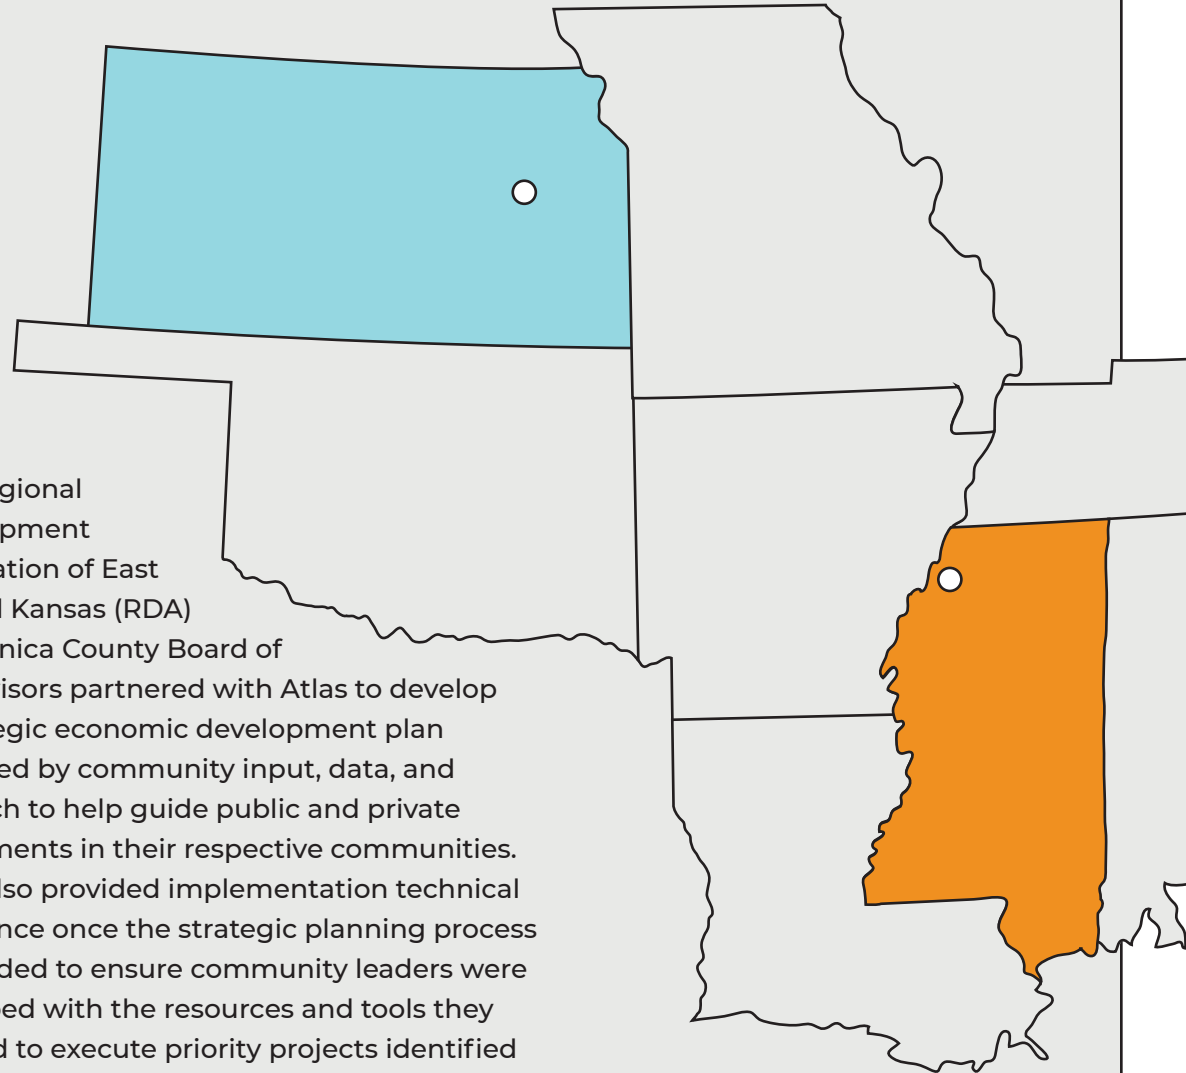 gional
pment
ation of East
l Kansas (RDA)
nica County Board of
isors partnered with Atlas to develop
egic economic development plan
ed by community input, data, and
ch to help guide public and private
ments in their respective communities.
lso provided implementation technical
nce once the strategic planning process
ded to ensure community leaders were
ed with the resources and tools they
d to execute priority projects identified